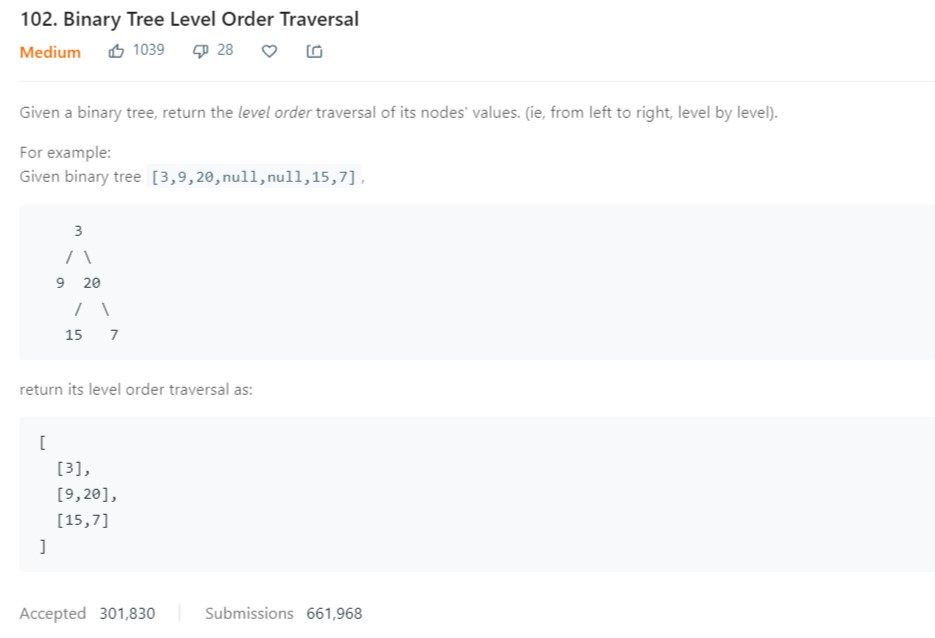 102. Binary Tree Level Order Traversal
Medium 1039 28
Given a binary tree, return the level order traversal of its nodes' values. (ie, from left to right, level by level).
For example:
Given binary tree [3,9,20,null,null,15,7],
3
/ \
9 20
/ \
15 7
return its level order traversal as:
[
[3],
[9,20],
[15,7]
]
Accepted 301,830 Submissions 661,968